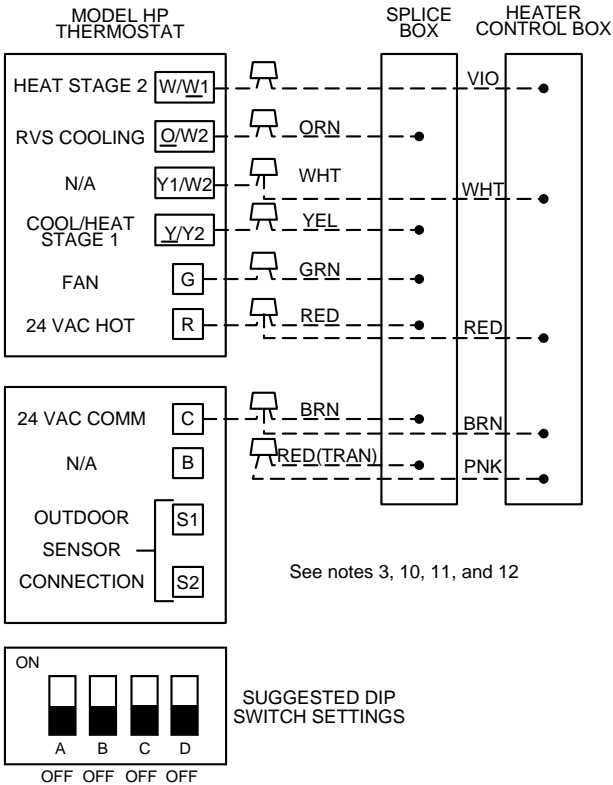 MODEL HP
THERMOSTAT
SPLICE
BOX
HEATER
CONTROL BOX
HEAT STAGE 2 W/W1 VIO
RVS COOLING O/W2 ORN
N/A Y1/W2 WHT WHT
COOL/HEAT
STAGE 1 Y/Y2 YEL
FAN G GRN
24 VAC HOT R RED RED
24 VAC COMM C BRN BRN
N/A B RED(TRAN) PNK
OUTDOOR S1
SENSOR
CONNECTION S2
See notes 3, 10, 11, and 12
ON
A B C D
OFF OFF OFF OFF
SUGGESTED DIP
SWITCH SETTINGS